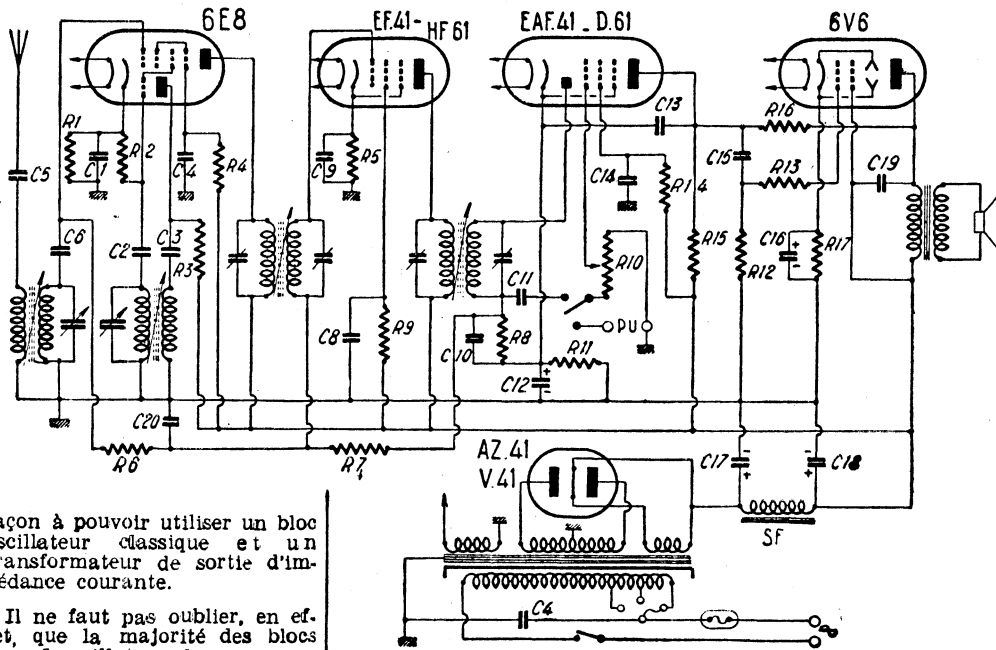 6E8
EF.41-
HF61
EAF.41_D.61
6V6
R1
C1
R2
C4
R4
C5
C6
C2
C3
R3
C9
R5
C8
R9
C13
C14
R14
C11
R10
R15
PU
C10
R8
R11
C12
R16
C15
R13
C19
R12
C16
R17
C20
R6
R7
AZ.41
V.41
C17
C18
SF
C4
açon à pouvoir utiliser un bloc
scillateur classique et un
ransformateur de sortie d'im-
édance courante.
Il ne faut pas oublier, en ef-
et, que la majorité des blocs